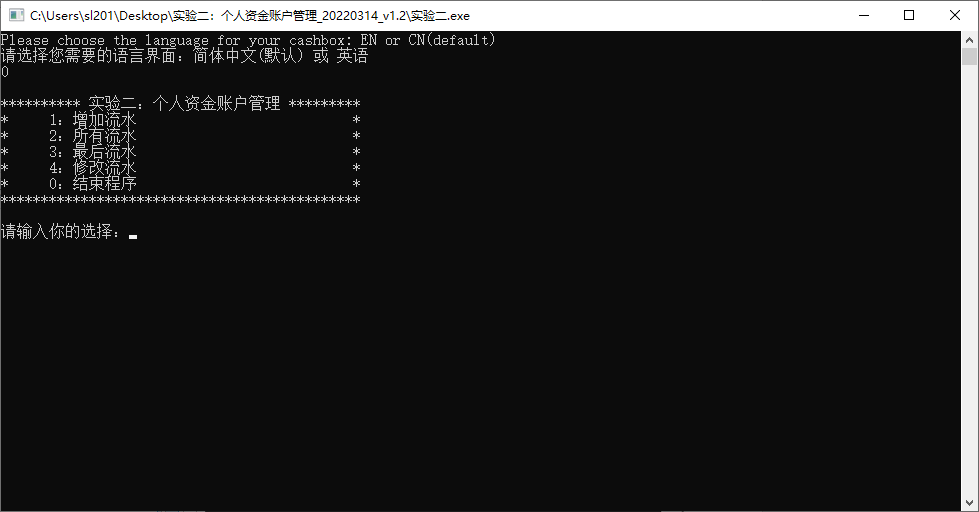 C:\Users\sl201\Desktop\实验二：个人资金账户管理_20220314_v1.2\实验二.exe
Please choose the language for your cashbox: EN or CN(default)
请选择您需要的语言界面：简体中文(默认) 或 英语
0
********** 实验二：个人资金账户管理 *********
*     1：增加流水                           *
*     2：所有流水                           *
*     3：最后流水                           *
*     4：修改流水                           *
*     0：结束程序                           *
*********************************************
请输入你的选择：